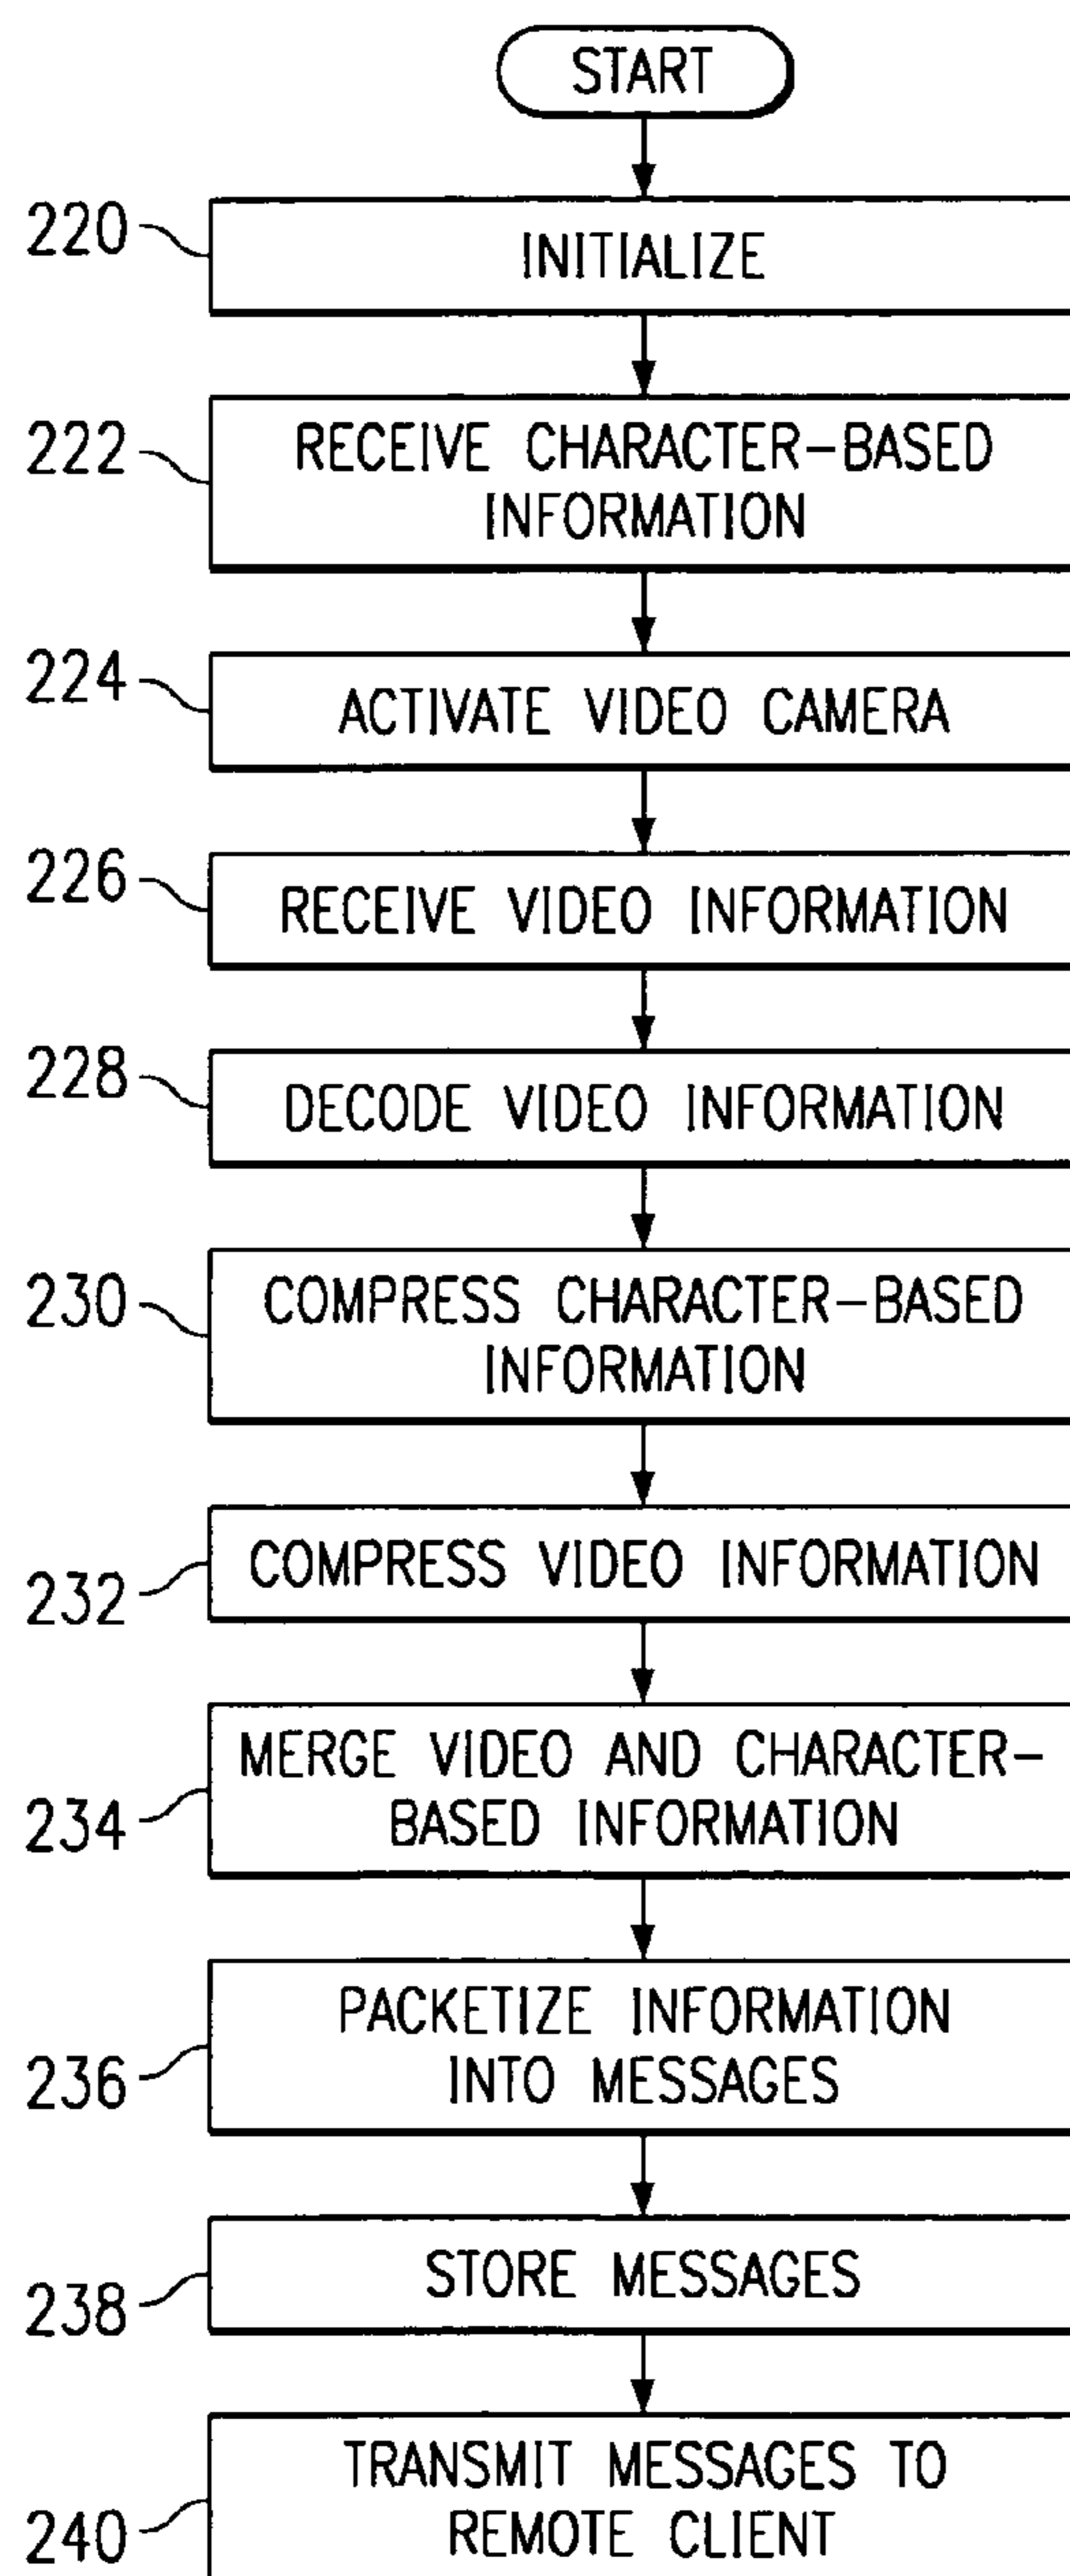 START
220
INITIALIZE
222
RECEIVE CHARACTER-BASED
INFORMATION
224
ACTIVATE VIDEO CAMERA
226
RECEIVE VIDEO INFORMATION
228
DECODE VIDEO INFORMATION
230
COMPRESS CHARACTER-BASED
INFORMATION
232
COMPRESS VIDEO INFORMATION
234
MERGE VIDEO AND CHARACTER-
BASED INFORMATION
236
PACKETIZE INFORMATION
INTO MESSAGES
238
STORE MESSAGES
240
TRANSMIT MESSAGES TO
REMOTE CLIENT